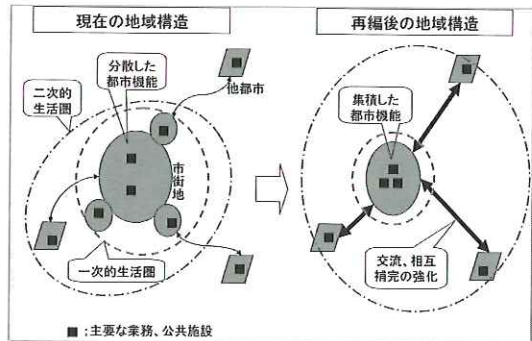 現在の地域構造
再編後の地域構造
分散した
都市機能
他都市
二次的
生活圏
市街地
一次的生活圏
集積した
都市機能
交流、相互
補完の強化
■:主要な業務、公共施設